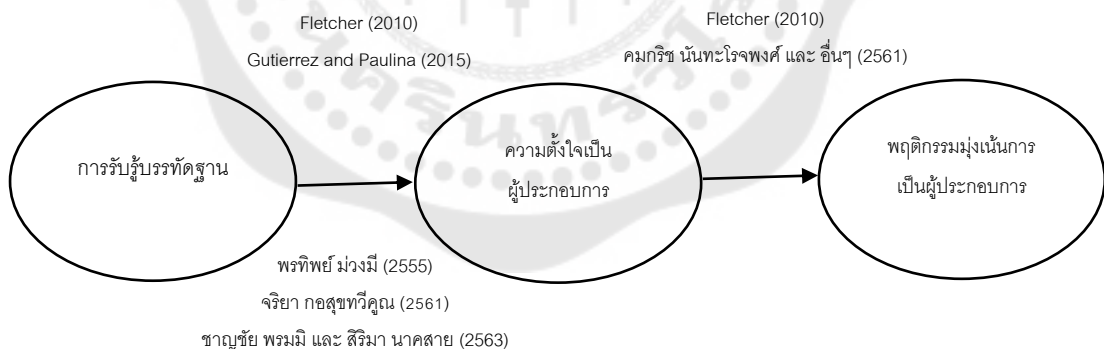 Fletcher (2010)
Gutierrez and Paulina (2015)
Fletcher (2010)
คมกริช นันทะโรจพงศ์ และ อื่นๆ (2561)
การรับรู้บรรทัดฐาน
ความตั้งใจเป็น
ผู้ประกอบการ
พฤติกรรมมุ่งเน้นการ
เป็นผู้ประกอบการ
พรทิพย์ ม่วงมี (2555)
จริยา กอสุขทวีคูณ (2561)
ชาญชัย พรมมิ และ สิริมา นาคสาย (2563)